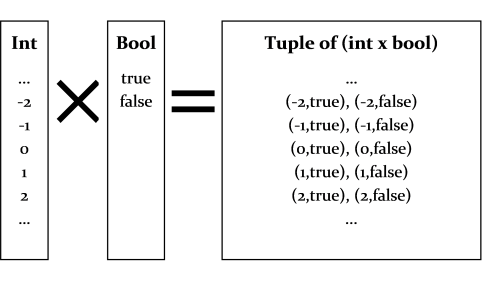 Int
...
-2
-1
0
1
2
...
×
Bool
true
false
=
Tuple of (int x bool)
...
(-2,true), (-2,false)
(-1,true), (-1,false)
(0,true), (0,false)
(1,true), (1,false)
(2,true), (2,false)
...